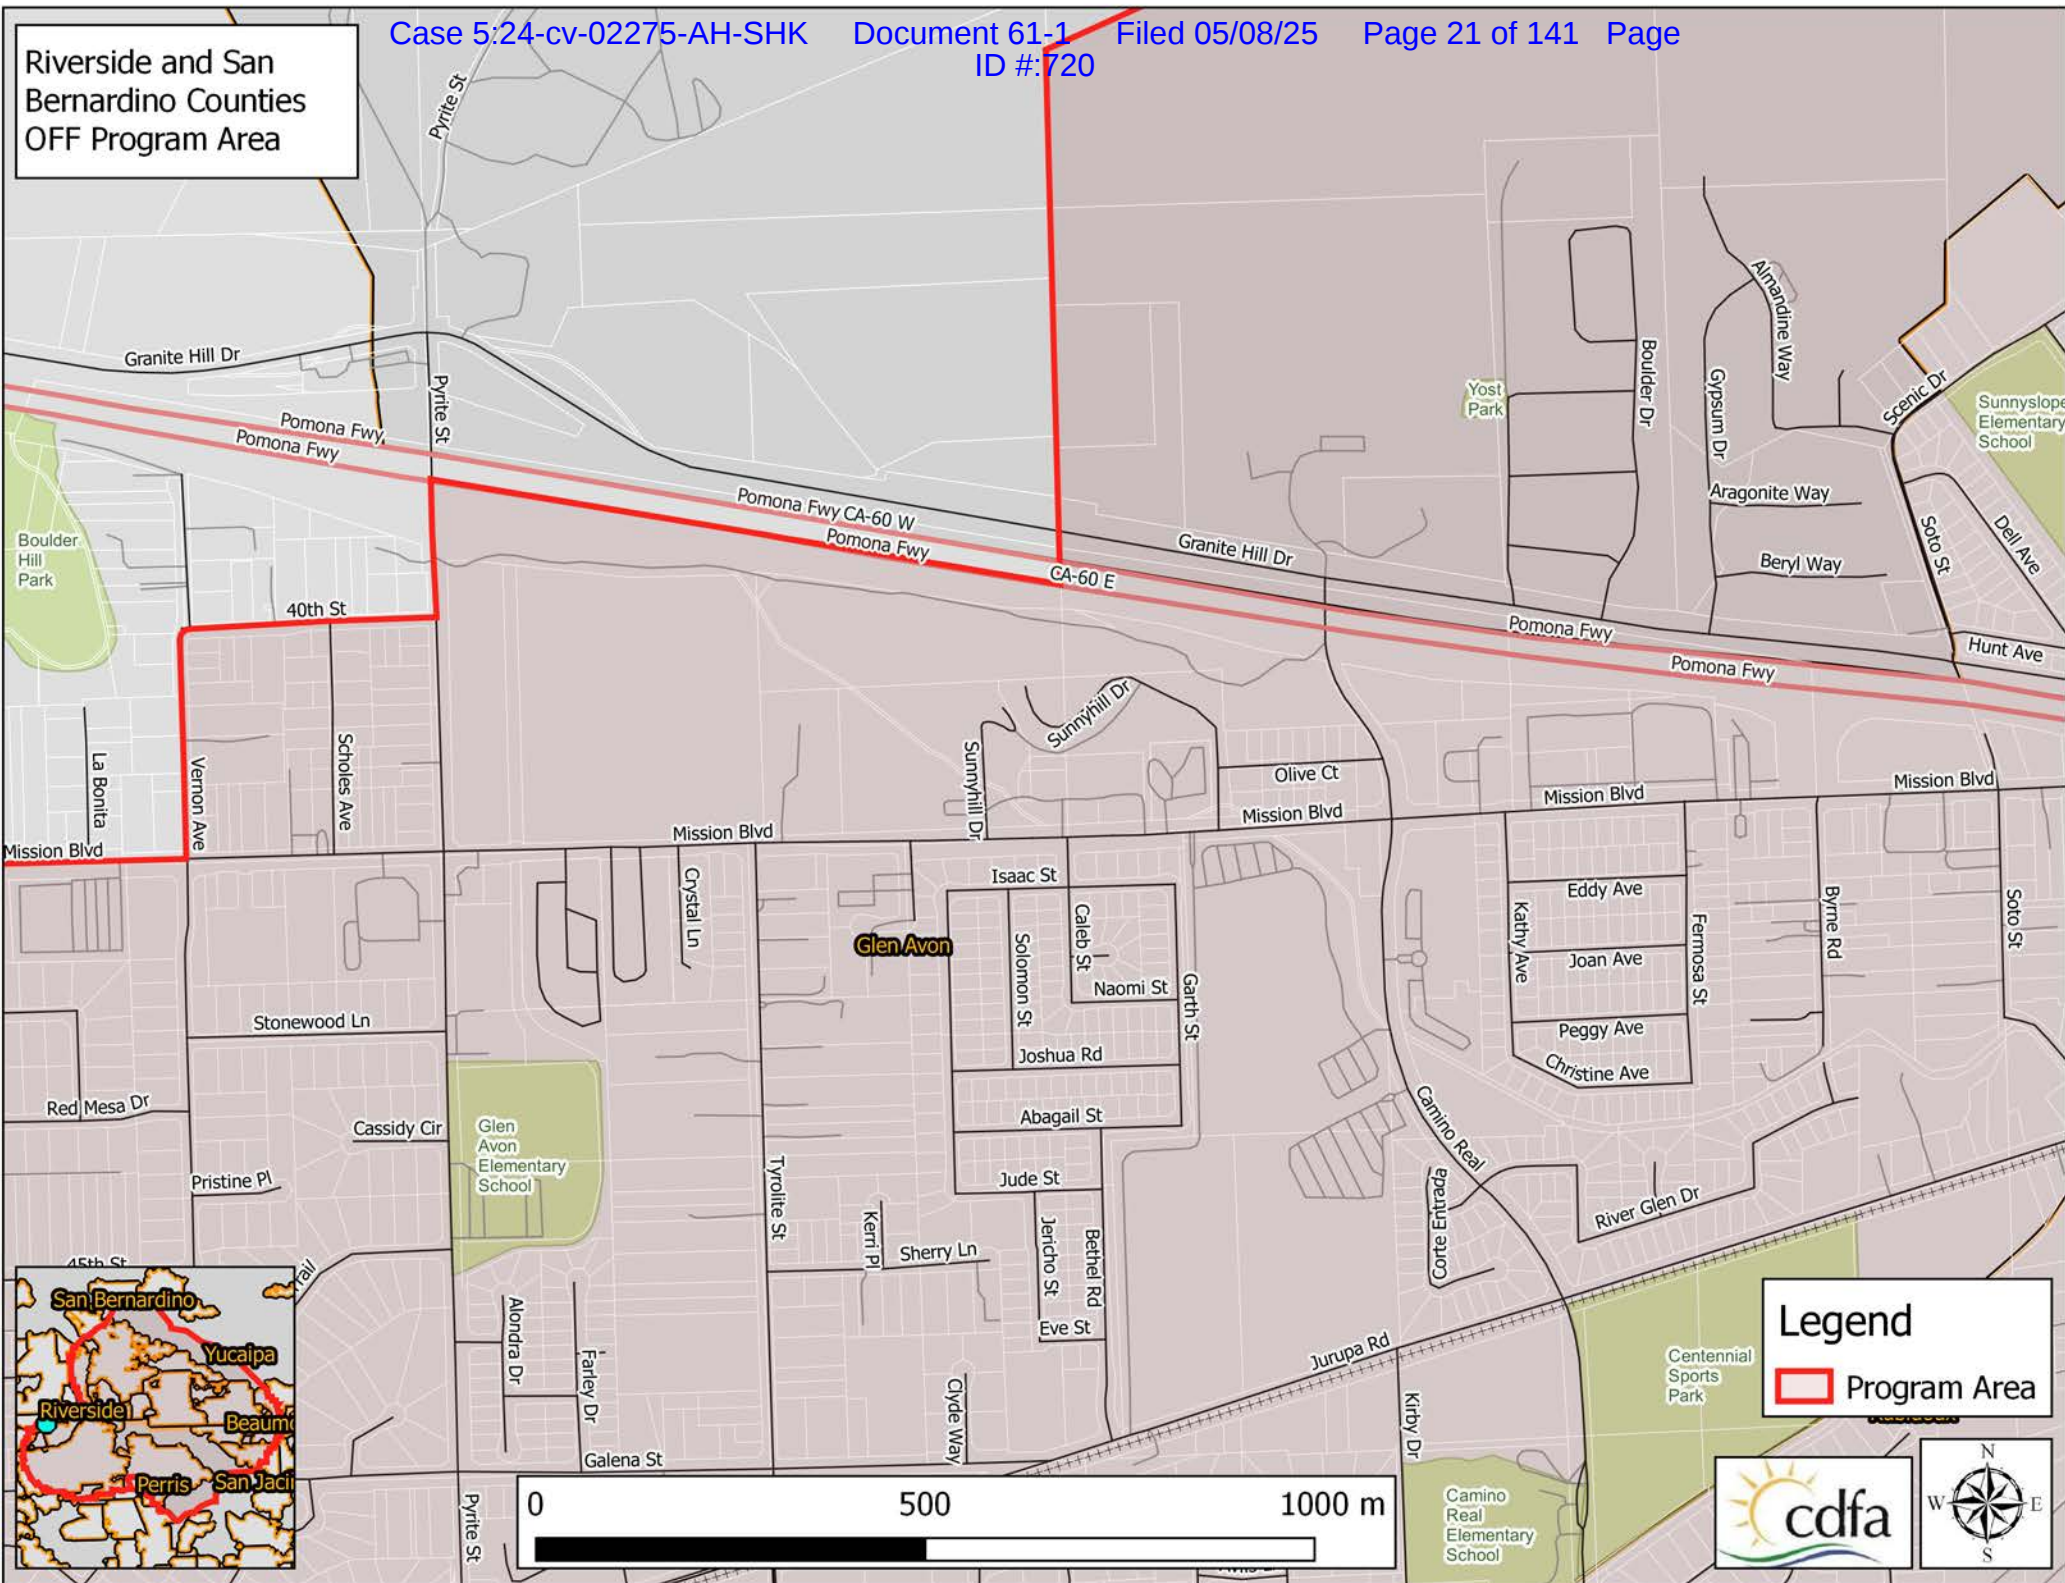 Case 5:24-cv-02275-AH-SHK Document 61-1 Filed 05/08/25 Page 21 of 141 Page
ID #:720
Riverside and San
Bernardino Counties
OFF Program Area
Pyrite St
Granite Hill Dr
Pyrite St
Pomona Fwy
Pomona Fwy
Pomona Fwy CA-60 W
Pomona Fwy
CA-60 E
Granite Hill Dr
Pomona Fwy
Pomona Fwy
Yost
Park
Boulder Dr
Almandine Way
Gypsum Dr
Scenic Dr
Sunnyslope
Elementary
School
Aragonite Way
Beryl Way
Soto St
Dell Ave
Hunt Ave
Boulder
Hill
Park
40th St
La Bonita
Vernon Ave
Scholes Ave
Sunnyhill Dr
Sunnyhill Dr
Olive Ct
Mission Blvd
Mission Blvd
Mission Blvd
Mission Blvd
Mission Blvd
Crystal Ln
Isaac St
Glen Avon
Solomon St
Caleb St
Naomi St
Garth St
Joshua Rd
Abagail St
Eddy Ave
Kathy Ave
Joan Ave
Fermosa St
Peggy Ave
Christine Ave
Byrne Rd
Soto St
Stonewood Ln
Red Mesa Dr
Cassidy Cir
Pristine Pl
45th St
rail
Glen
Avon
Elementary
School
Tyrolite St
Kerri Pl
Sherry Ln
Jude St
Jericho St
Bethel Rd
Eve St
Camino Real
Corte Entrada
River Glen Dr
Jurupa Rd
Alondra Dr
Farley Dr
Clyde Way
Kirby Dr
Galena St
Pyrite St
Centennial
Sports
Park
Camino
Real
Elementary
School
San Bernardino
Yucaipa
Riverside
Beaumo
Perris
San Jacin
0 500 1000 m
Legend
Program Area
cdfa
N
W E
S